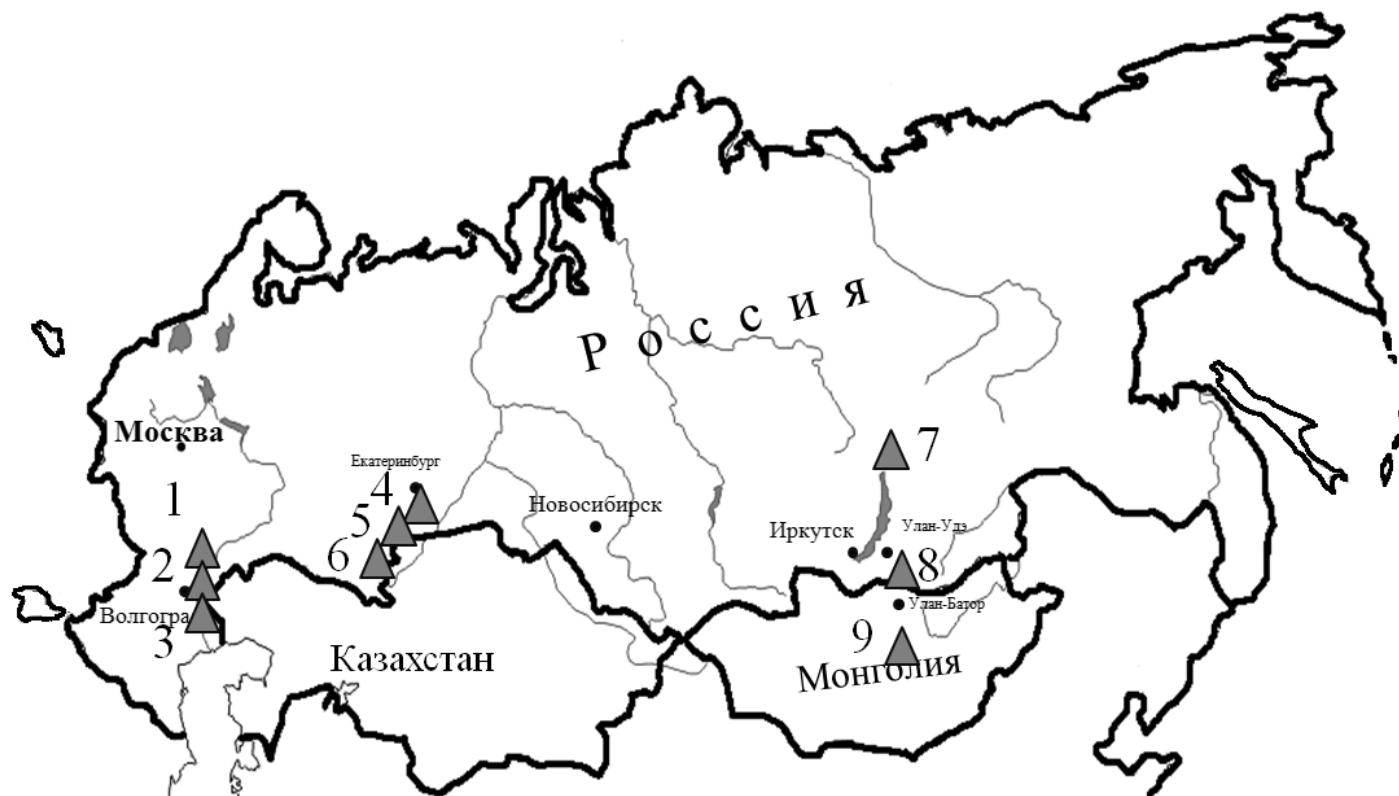 Россия
Москва
Екатеринбург
1
4
7
Новосибирск
5
Иркутск
Улан-Удэ
6
2
8
Волгогра
Улан-Батор
3
9
Казахстан
Монголия